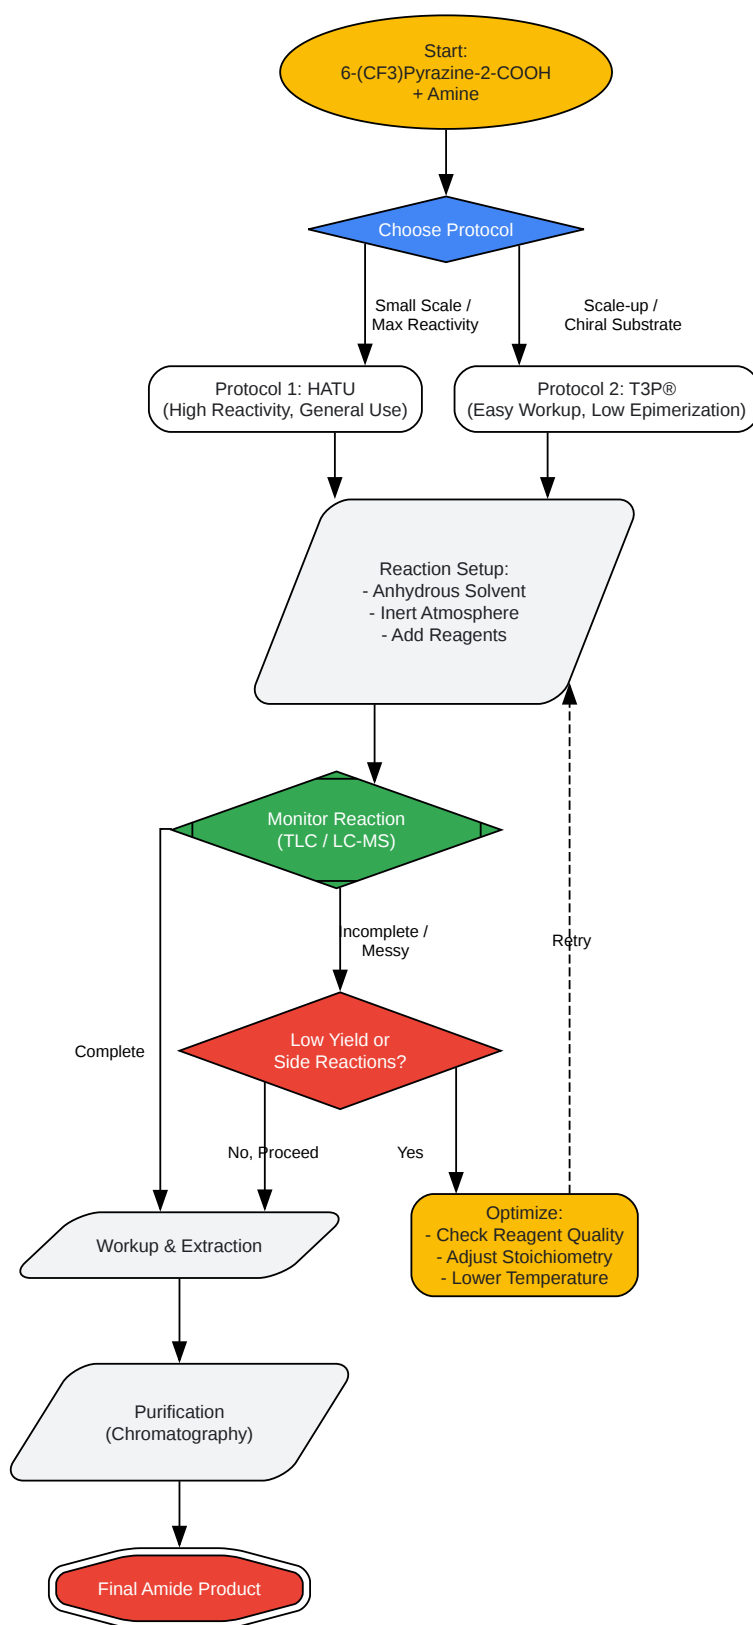 Start:
6-(CF3)Pyrazine-2-COOH
+ Amine
Choose Protocol
Small Scale /
Max Reactivity
Scale-up /
Chiral Substrate
Protocol 1: HATU
(High Reactivity, General Use)
Protocol 2: T3P®
(Easy Workup, Low Epimerization)
Reaction Setup:
- Anhydrous Solvent
- Inert Atmosphere
- Add Reagents
Monitor Reaction
(TLC / LC-MS)
Incomplete /
Messy
Retry
Complete
Low Yield or
Side Reactions?
No, Proceed
Yes
Optimize:
- Check Reagent Quality
- Adjust Stoichiometry
- Lower Temperature
Workup & Extraction
Purification
(Chromatography)
Final Amide Product